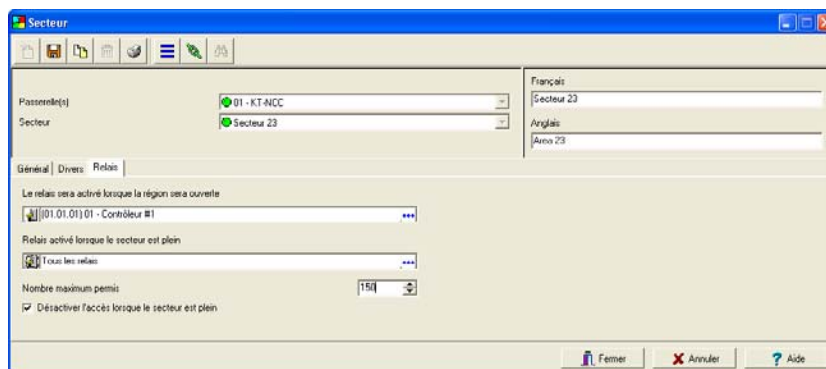 Secteur
Français
Passerelle(s) 01 - KT-NCC Secteur 23
Secteur Secteur 23 Anglais
Area 23
Général Divers Relais
Le relais sera activé lorsque la région sera ouverte
(01.01.01) 01 - Contrôleur #1
Relais activé lorsque le secteur est plein
Tous les relais
Nombre maximum permis 150
Désactiver l'accès lorsque le secteur est plein
Fermer Annuler Aide